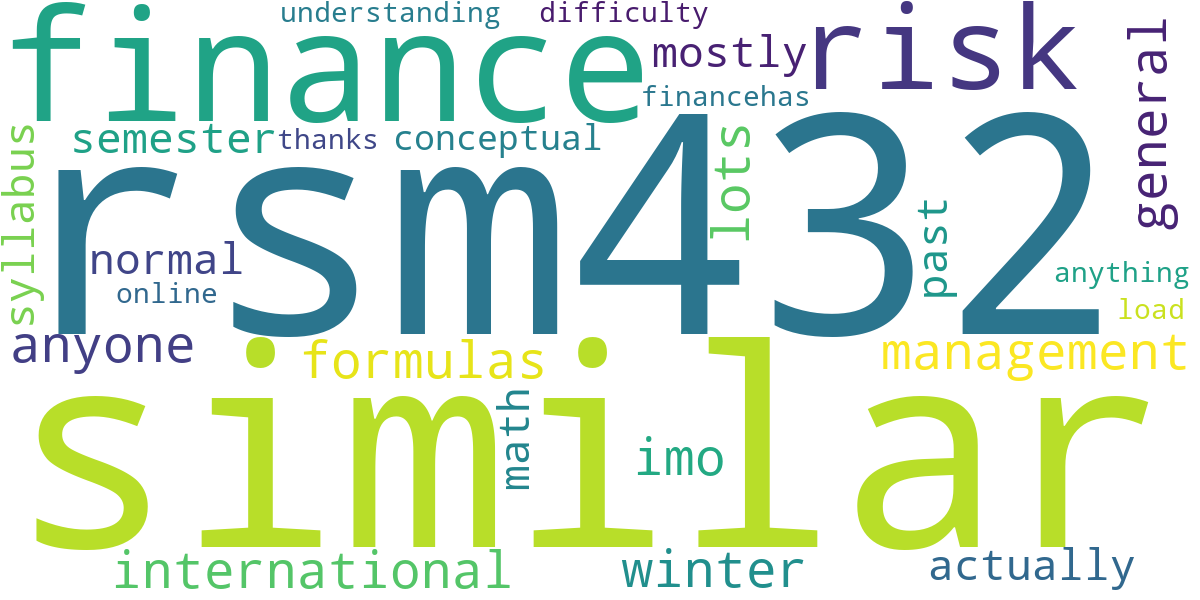 understanding
difficulty
finance
risk
mostly
general
financehas
syllabus
semester
thanks
conceptual
lots
rsm432
past
normal
online
anything
load
anyone
formulas
management
similar
math
imo
international
winter
actually